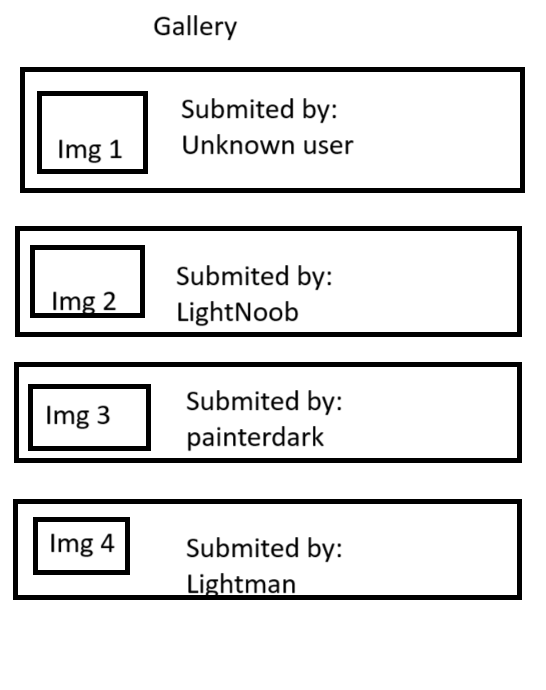 Gallery
Img 1
Submited by:
Unknown user
Img 2
Submited by:
LightNoob
Img 3
Submited by:
painterdark
Img 4
Submited by:
Lightman